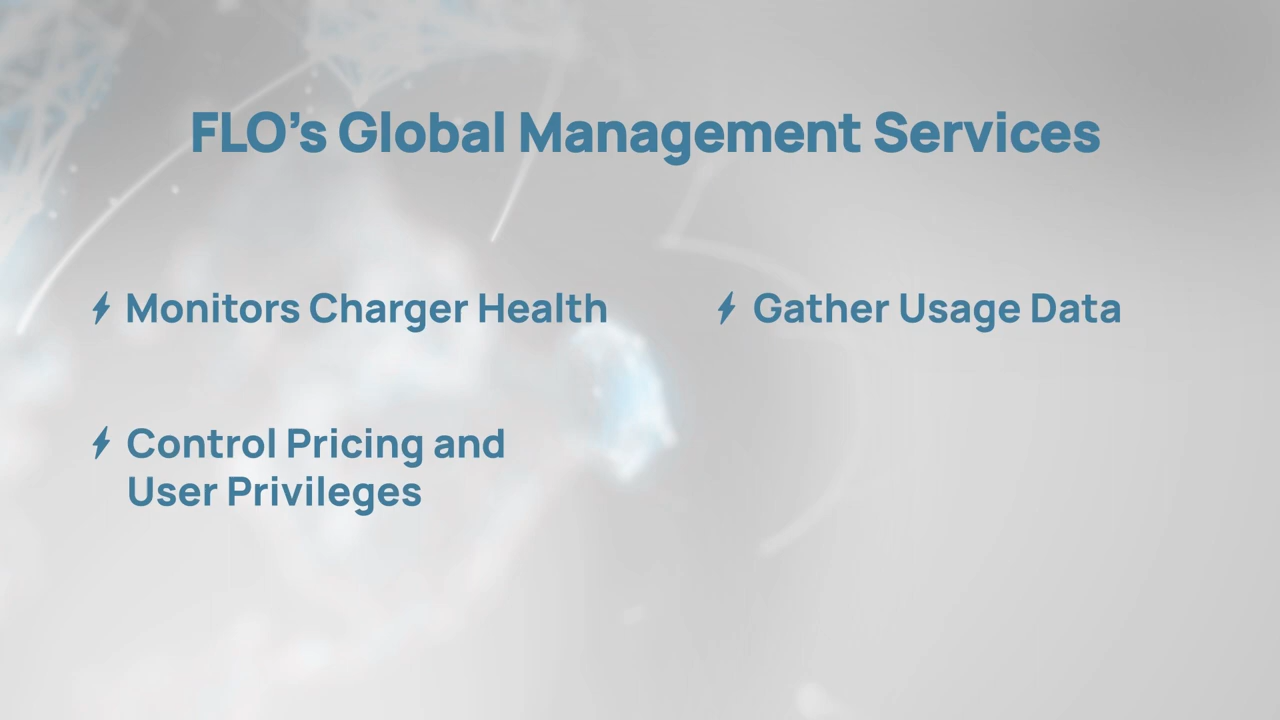 FLO’s Global Management Services
Monitors Charger Health
Gather Usage Data
Control Pricing and
User Privileges